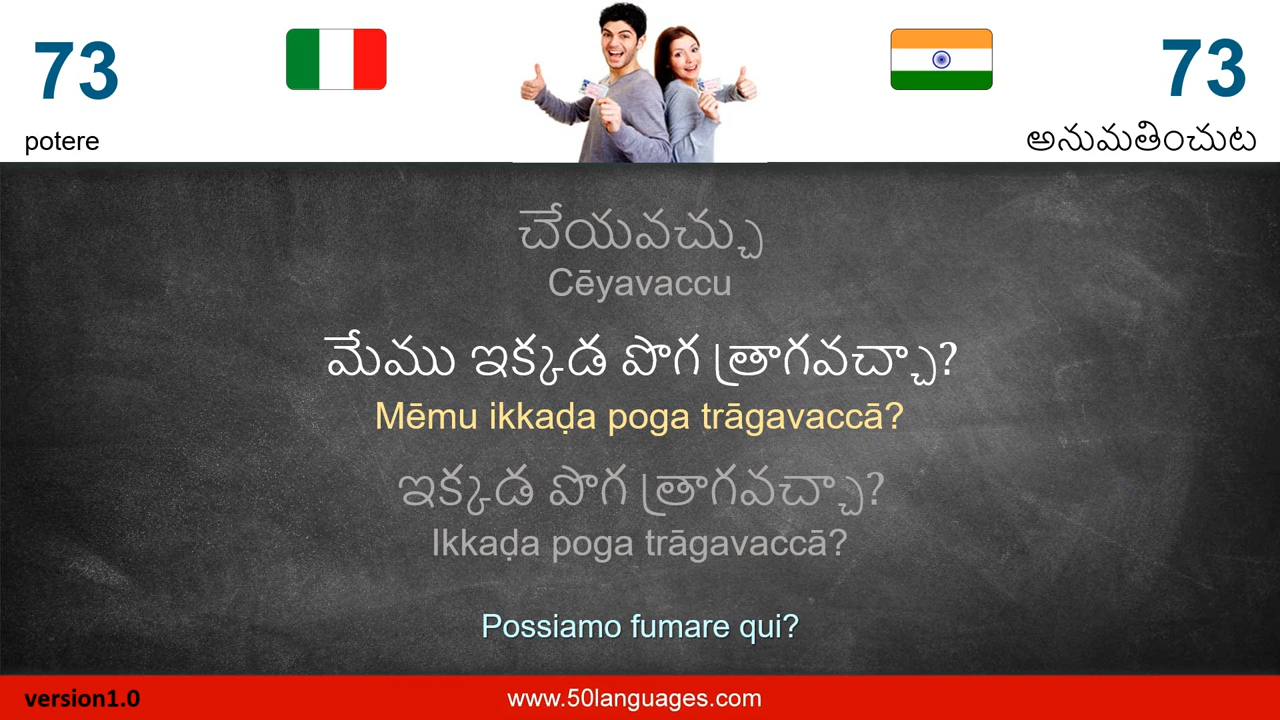 73
73
potere
అనుమతించుట
చేయవచ్చు
Cēyavaccu
మేము ఇక్కడ పొగ త్రాగవచ్చా?
Mēmu ikkaḍa poga trāgavaccā?
ఇక్కడ పొగ త్రాగవచ్చా?
Ikkaḍa poga trāgavaccā?
Possiamo fumare qui?
version1.0
www.50languages.com